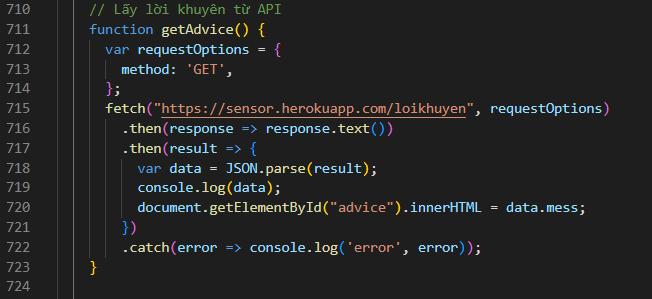 710 // Lấy lời khuyên từ API
711 function getAdvice() {
712 var requestOptions = {
713 method: 'GET',
714 };
715 fetch("https://sensor.herokuapp.com/loikhuyen", requestOptions)
716 .then(response => response.text())
717 .then(result => {
718 var data = JSON.parse(result);
719 console.log(data);
720 document.getElementById("advice").innerHTML = data.mess;
721 })
722 .catch(error => console.log('error', error));
723 }
724